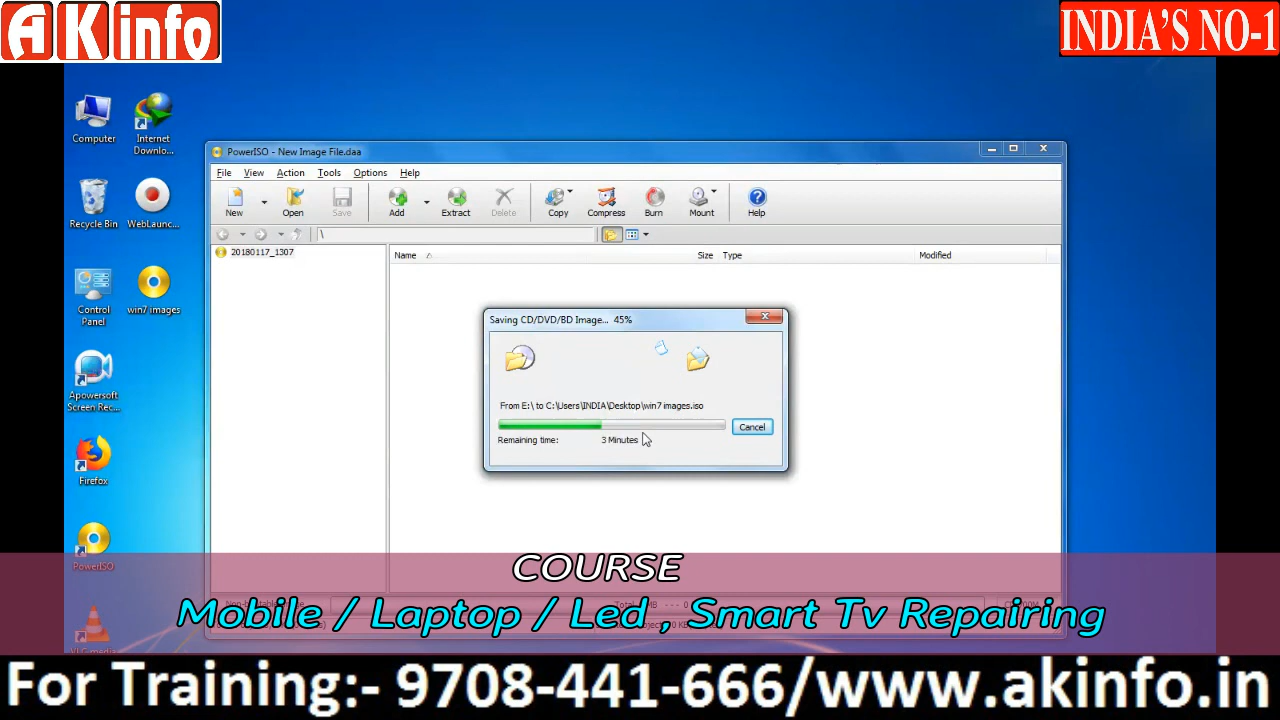 AK info
INDIA'S NO-1
Computer
Internet
Downlo...
Recycle Bin
WebLaunc...
Control
Panel
win7 images
Apowersoft
Screen Rec...
Firefox
PowerISO
VLC media
PowerISO - New Image File.daa
File View Action Tools Options Help
New Open Save Add Extract Delete Copy Compress Burn Mount Help
\
20180117_1307
Name Size Type Modified
Saving CD/DVD/BD Image... 45%
From E:\ to C:\Users\INDIA\Desktop\win7 images.iso
Cancel
Remaining time: 3 Minutes
COURSE
Mobile / Laptop / Led , Smart Tv Repairing
For Training:- 9708-441-666/www.akinfo.in